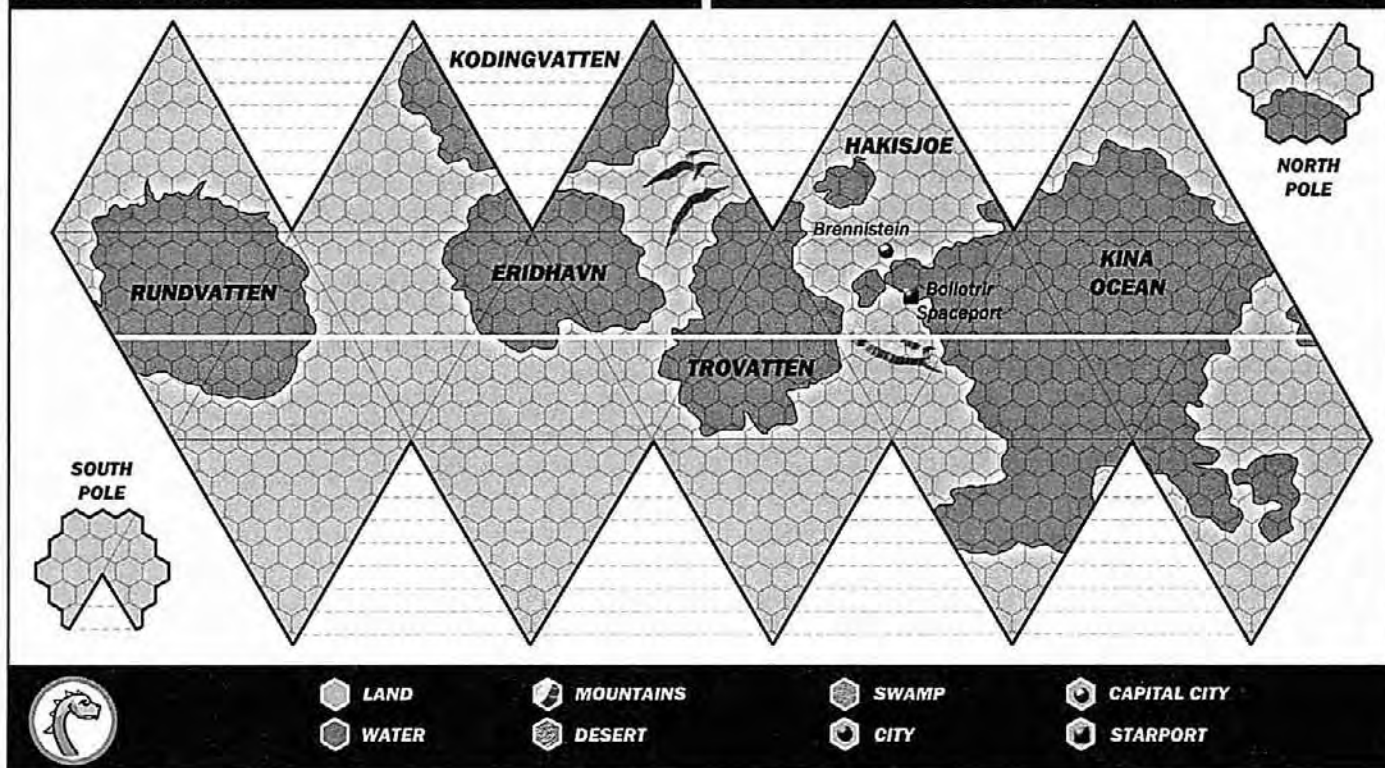 KODINGVATTEN
HAKISJOE
NORTH
POLE
Brennistein
RUNDVATTEN
ERIDHAVN
KINA
OCEAN
Bollotrir
Spaceport
TROVATTEN
SOUTH
POLE
LAND
MOUNTAINS
SWAMP
CAPITAL CITY
WATER
DESERT
CITY
STARPORT